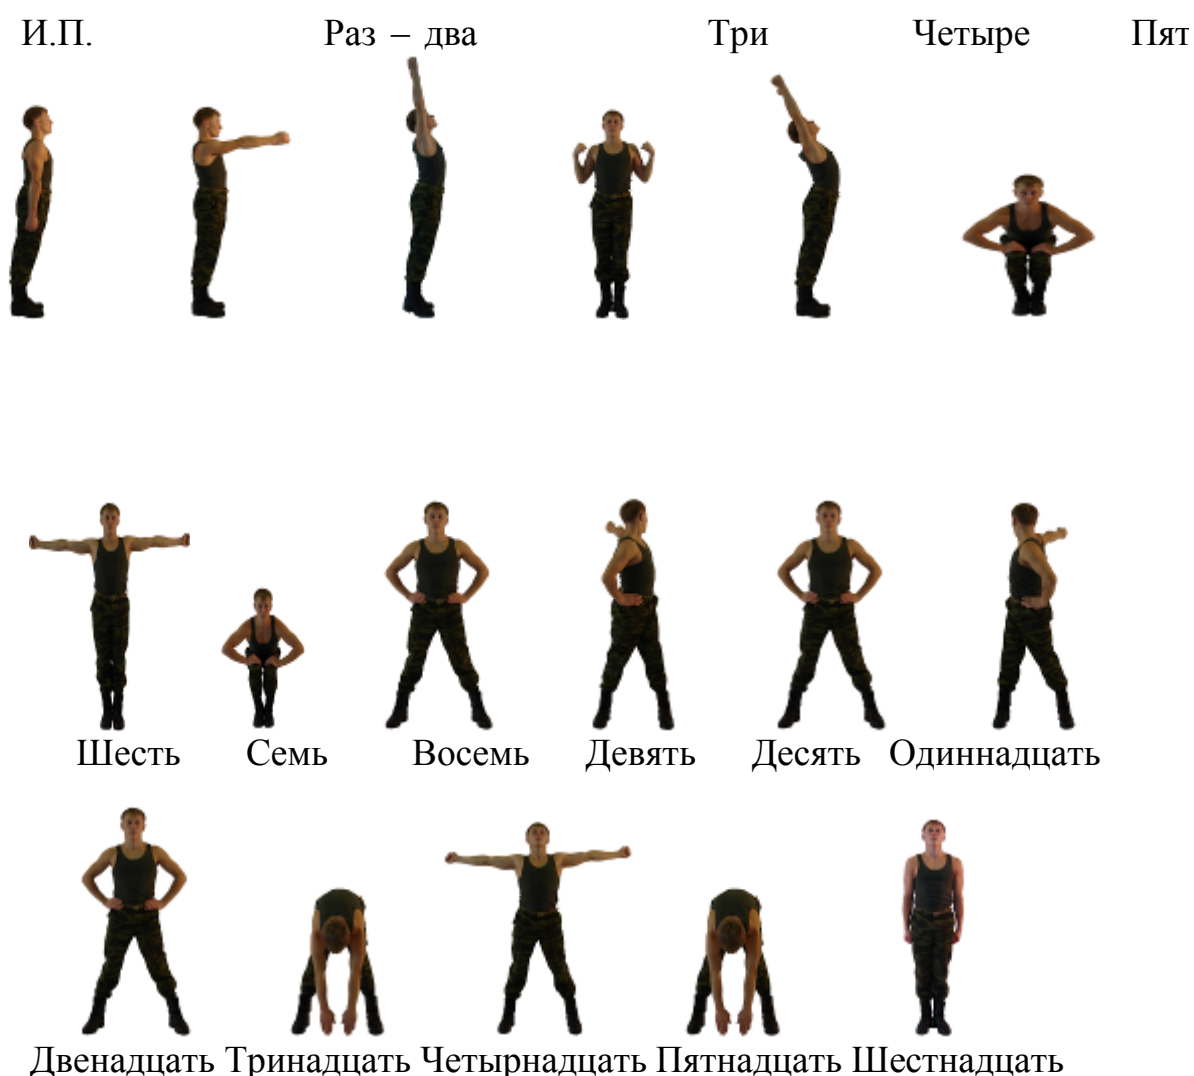 И.П. Раз – два Три Четыре Пят
Шесть Семь Восемь Девять Десять Одиннадцать
Двенадцать Тринадцать Четырнадцать Пятнадцать Шестнадцать